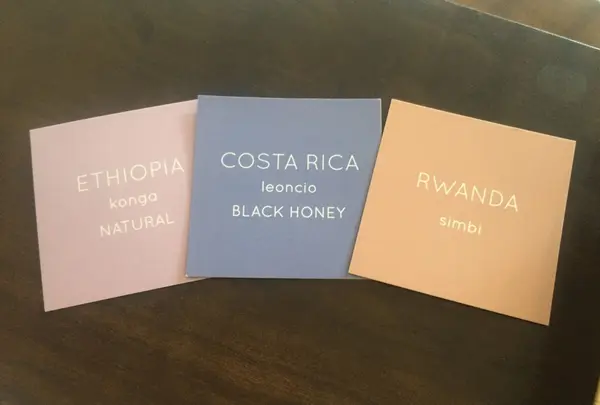 ETHIOPIA
konga
NATURAL
COSTA RICA
leoncio
BLACK HONEY
RWANDA
simbi